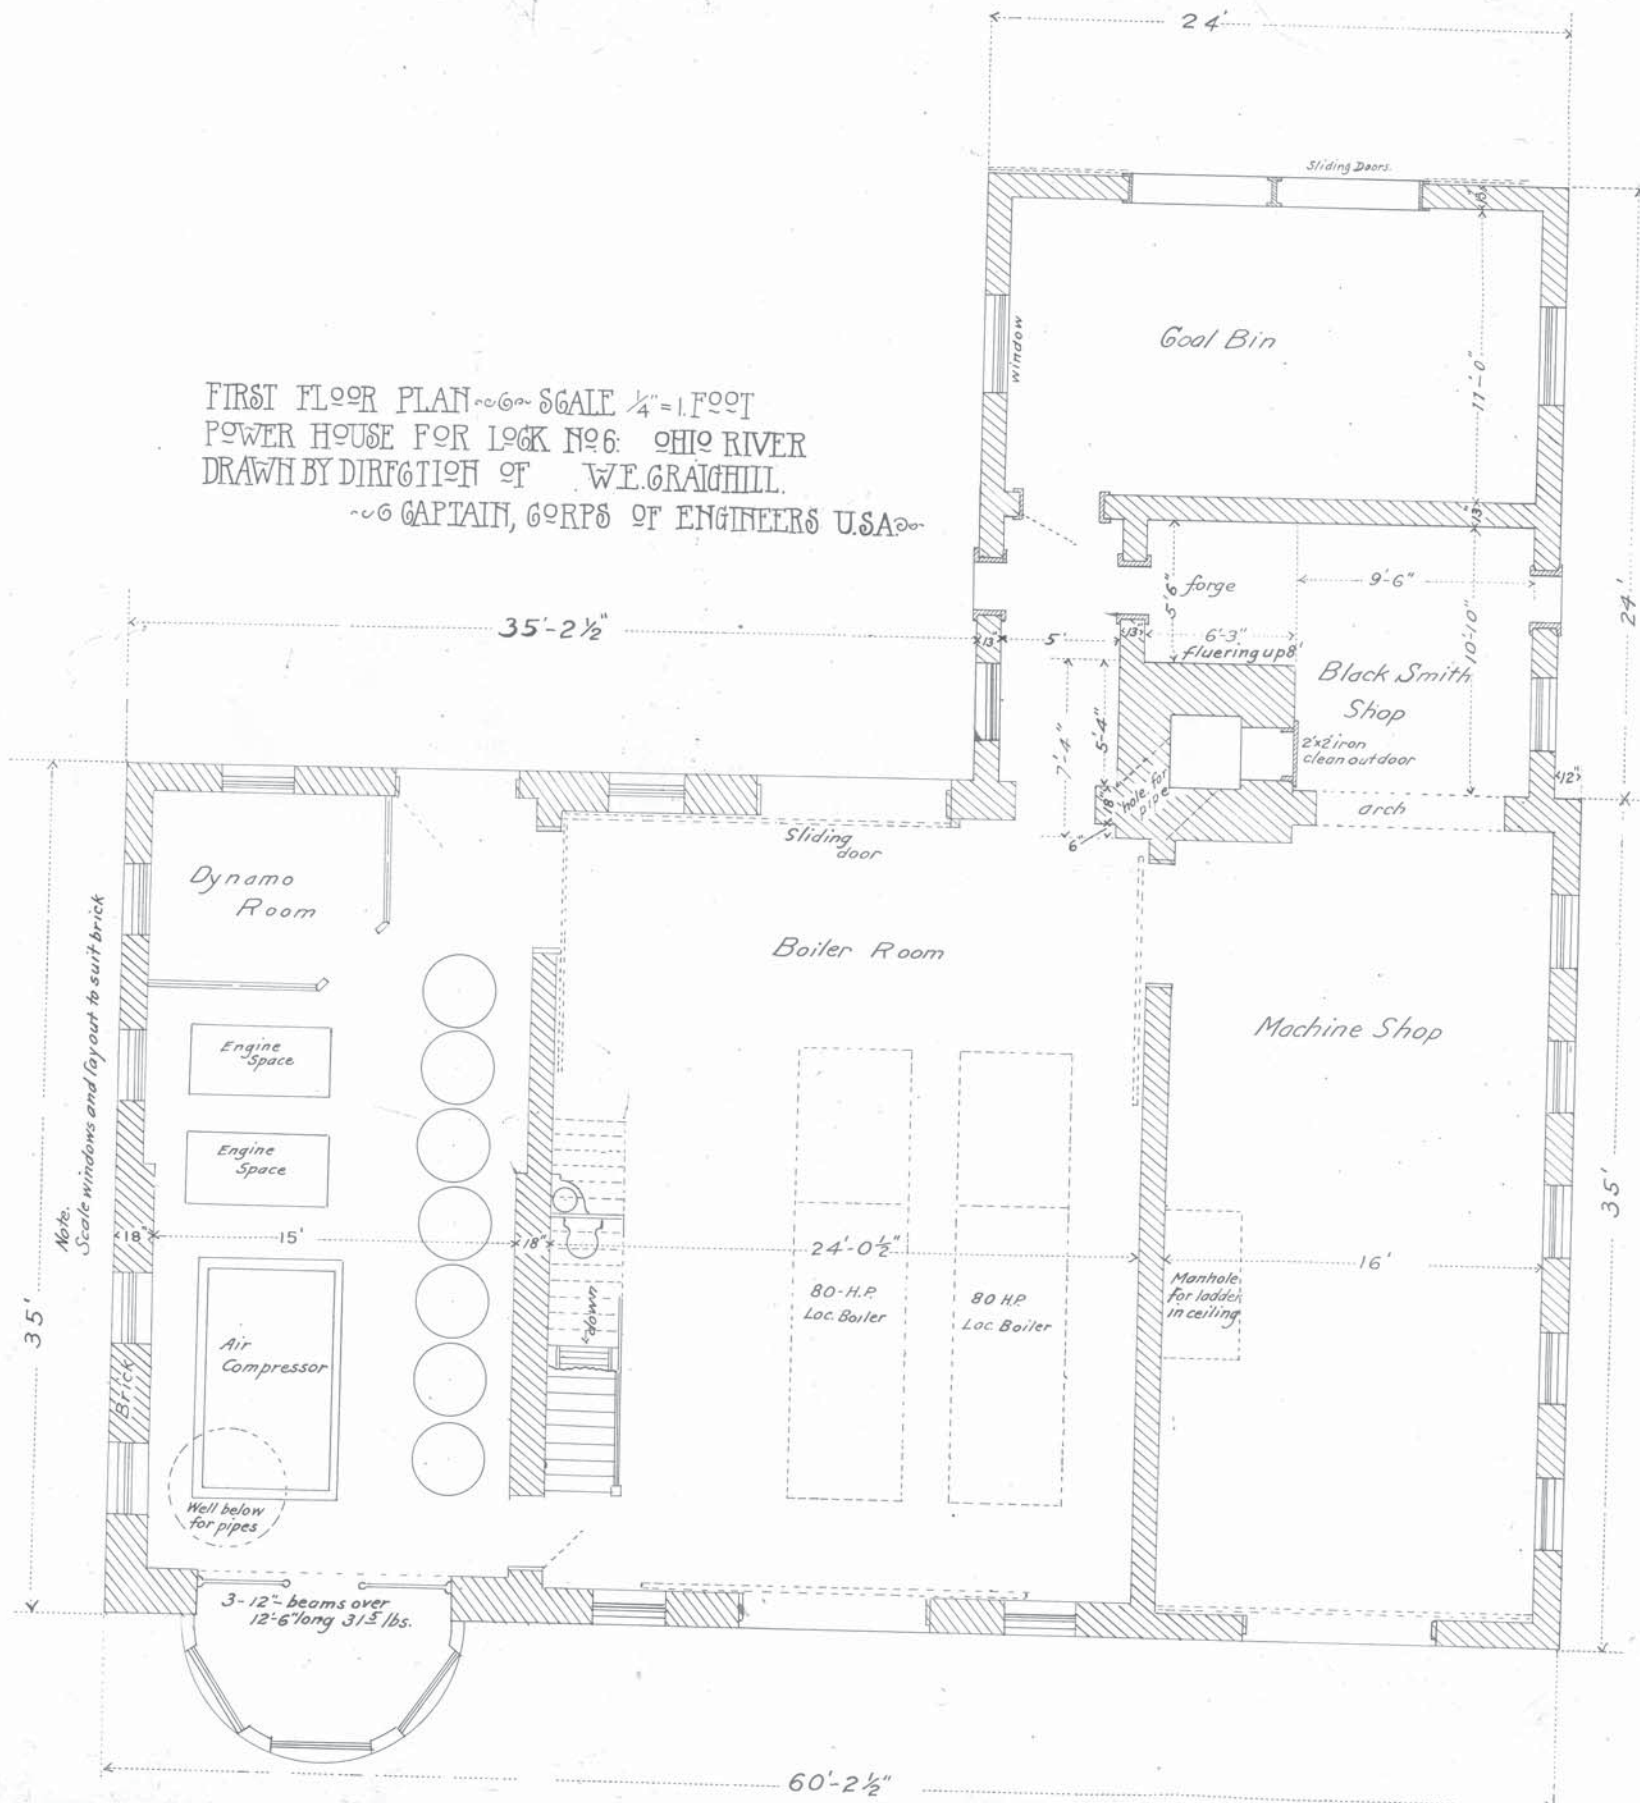 24'
Sliding Doors.
13"
window
Coal Bin
11'-0"
FIRST FLOOR PLAN SCALE 1/4" = 1. FOOT
POWER HOUSE FOR LOCK No 6: OHIO RIVER
DRAWN BY DIRECTION OF W.E. CRAIGHILL.
CAPTAIN, CORPS OF ENGINEERS U.S.A.
13"
24'
5'6"
forge
9'-6"
10'-10"
35'-2½"
13"
5'
13"
6'-3"
flue ring up 8'
Black Smith
Shop
7'-4"
5'-4"
2'x2' iron
clean out door
12"
18"
hole for
pipe
arch
6"
Sliding
door
Dynamo
Room
Boiler Room
Machine Shop
Note.
Scale windows and layout to suit brick
Engine
Space
Engine
Space
18"
15'
18"
24'-0½"
16'
35'
35'
80-H.P.
Loc. Boiler
80 H.P.
Loc Boiler
Manhole
for ladder
in ceiling
down
Air
Compressor
Brick
Well below
for pipes
3-12"- beams over
12'-6" long 31⁵ lbs.
60'-2½"